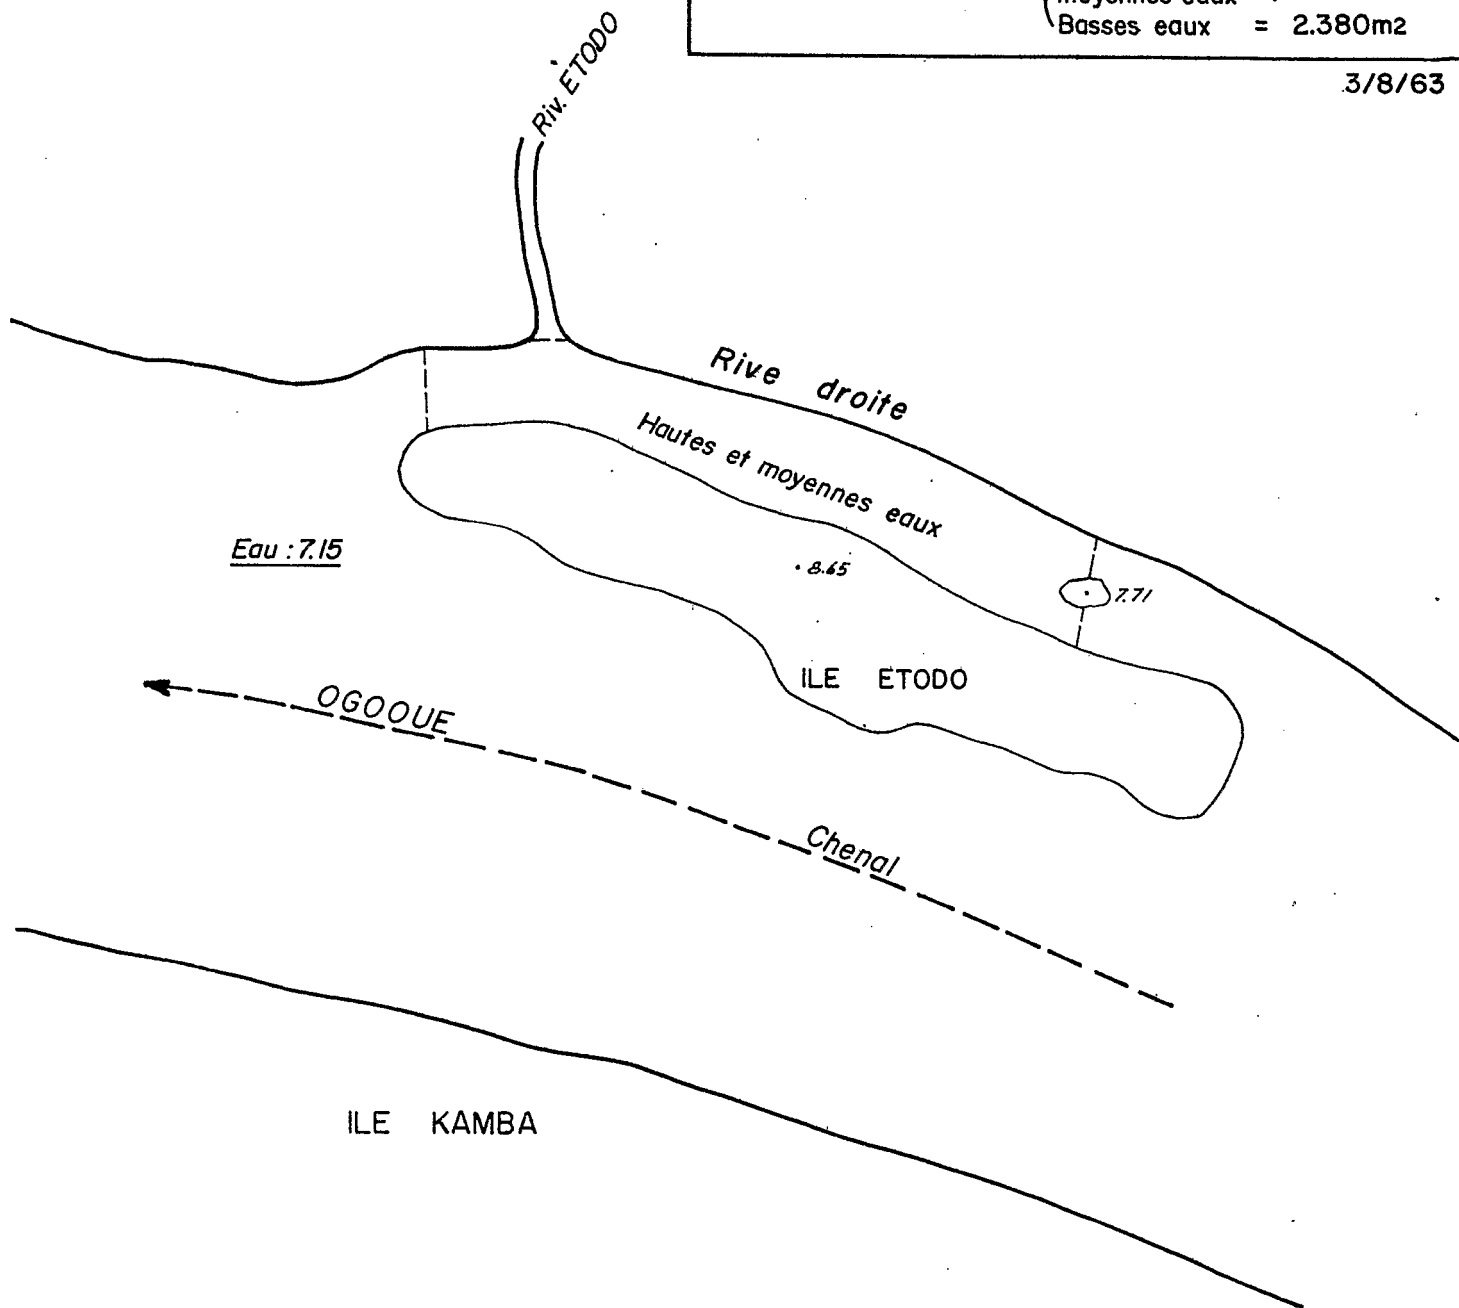 Basses eaux = 2.380m2
3/8/63
Riv. ETODO
Rive droite
Hautes et moyennes eaux
Eau : 7.15
8.65
7.71
ILE ETODO
OGOOUE
Chenal
ILE KAMBA